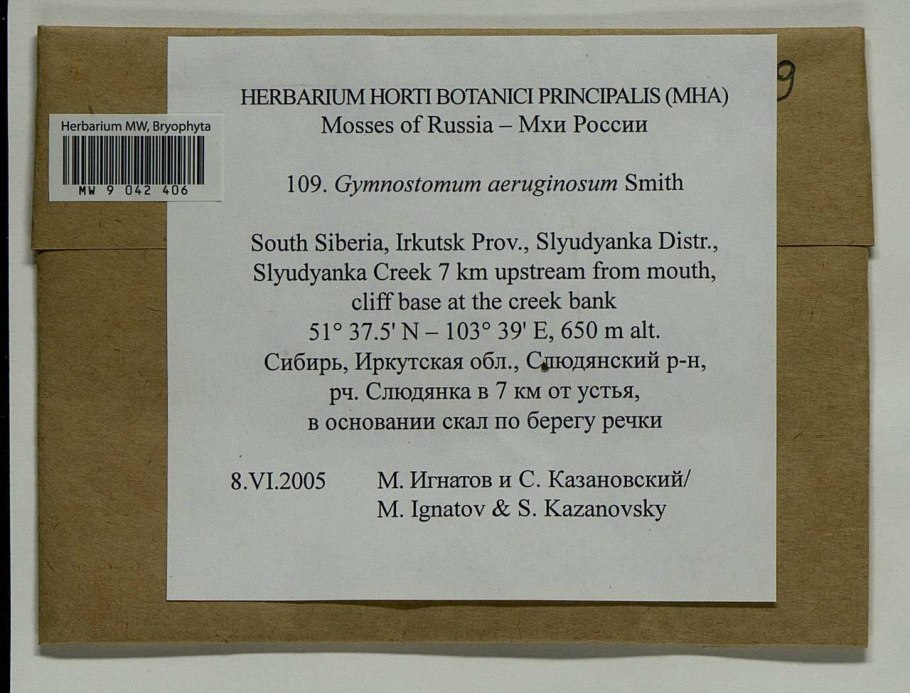 9
HERBARIUM HORTI BOTANICI PRINCIPALIS (MHA)
Mosses of Russia – Мхи России
Herbarium MW, Bryophyta
MW 9 042 406
109. Gymnostomum aeruginosum Smith
South Siberia, Irkutsk Prov., Slyudyanka Distr.,
Slyudyanka Creek 7 km upstream from mouth,
cliff base at the creek bank
51° 37.5' N – 103° 39' E, 650 m alt.
Сибирь, Иркутская обл., Слюдянский р-н,
рч. Слюдянка в 7 км от устья,
в основании скал по берегу речки
8.VI.2005 М. Игнатов и С. Казановский/
M. Ignatov & S. Kazanovsky